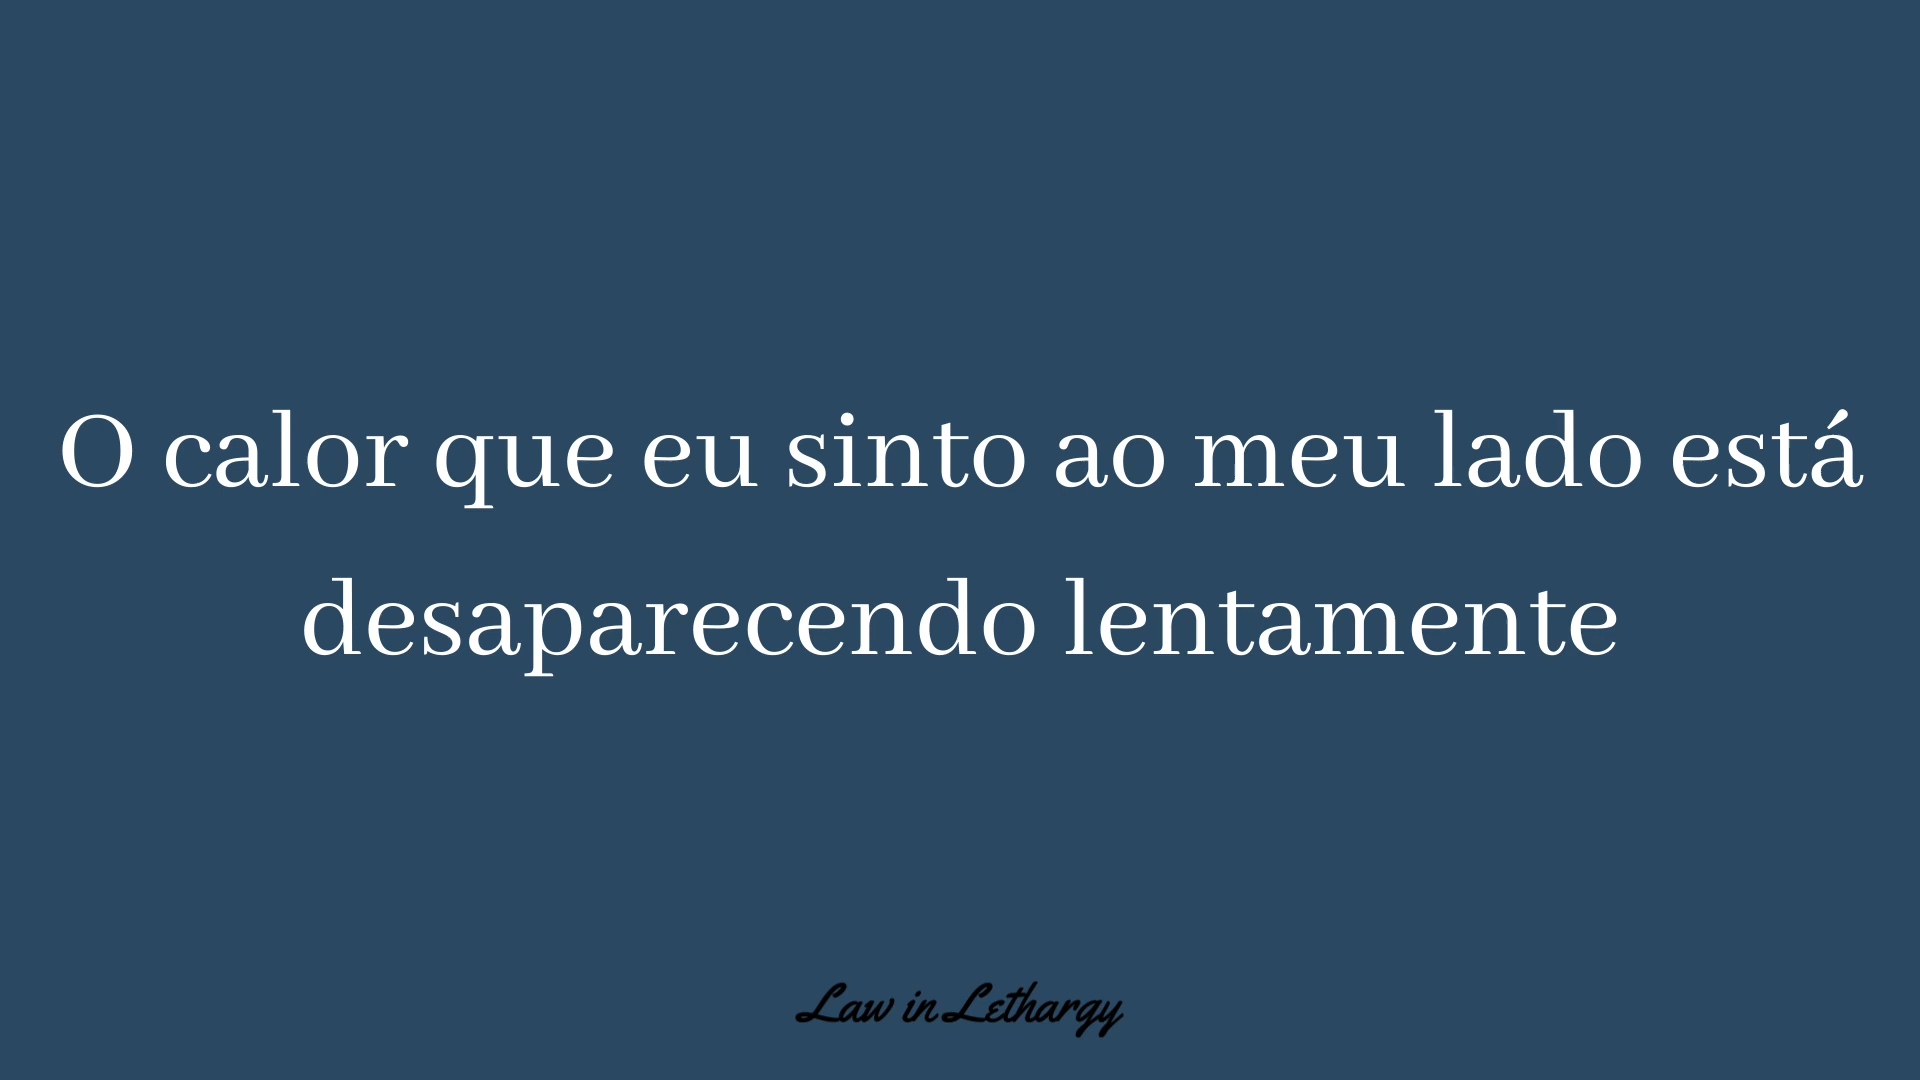 O calor que eu sinto ao meu lado está
desaparecendo lentamente
Law in Lethargy